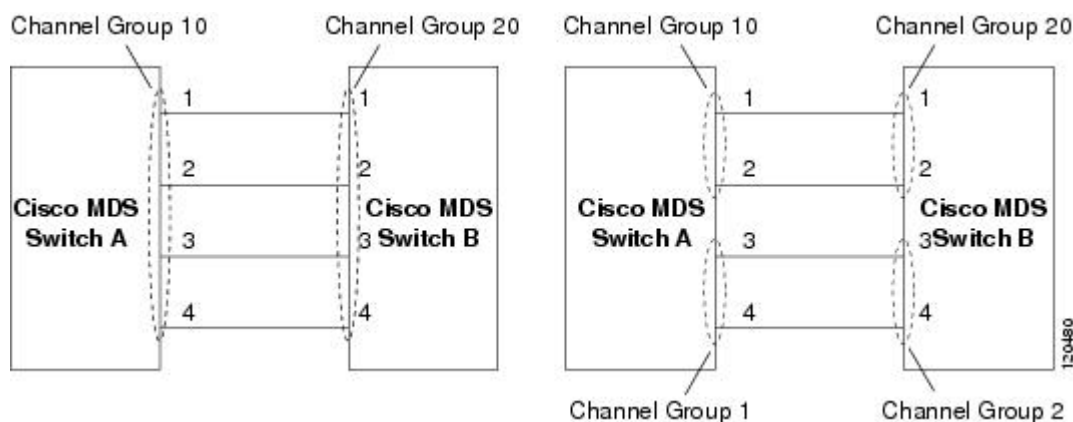 Channel Group 10
Channel Group 20
1
1
2
2
Cisco MDS
Switch A
Cisco MDS
Switch B
3
3
4
4
Channel Group 10
Channel Group 20
1
1
2
2
Cisco MDS
Switch A
Cisco MDS
Switch B
3
3
4
4
Channel Group 1
Channel Group 2
120480